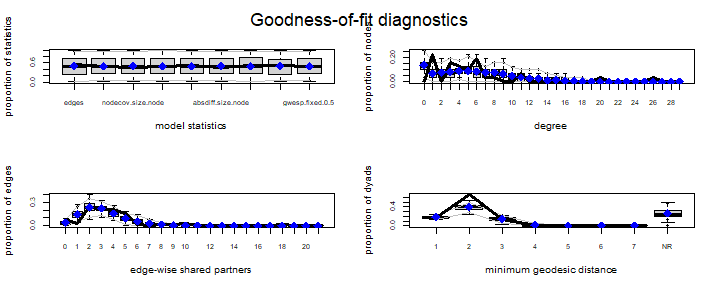 Goodness-of-fit diagnostics
proportion of statistics
0.6
0.0
edges nodecov.size.node absdiff.size.node gwesp.fixed.0.5
model statistics
proportion of nodes
0.20
0.00
0 2 4 6 8 10 12 14 16 18 20 22 24 26 28
degree
proportion of edges
0.3
0.0
0 1 2 3 4 5 6 7 8 9 10 12 14 16 18 20
edge-wise shared partners
proportion of dyads
0.4
0.0
1 2 3 4 5 6 7 NR
minimum geodesic distance